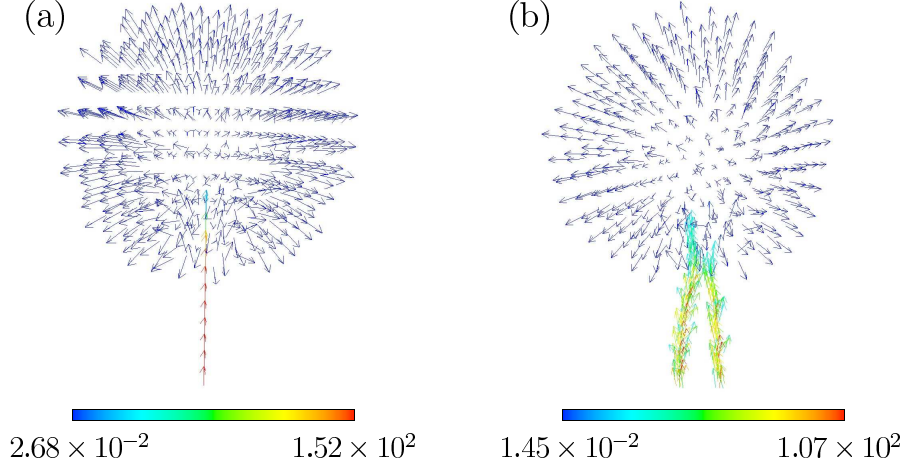 (a)
(b)
2.68 × 10⁻²
1.52 × 10²
1.45 × 10⁻²
1.07 × 10²